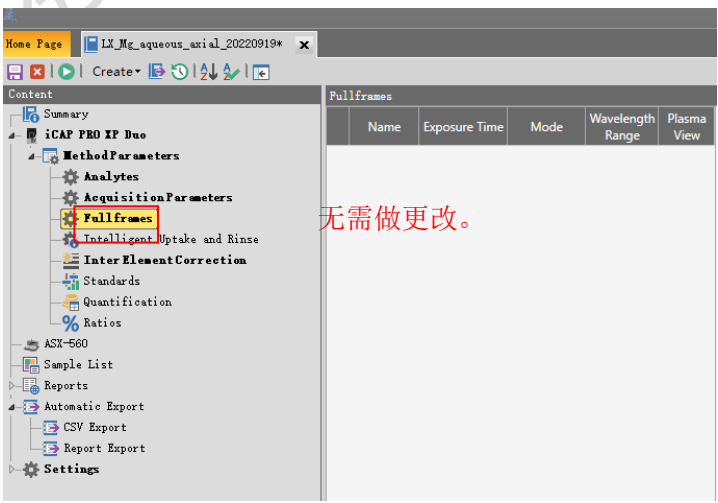 Home Page
LX_Mg_aqueous_axial_20220919*
Create
Content
Fullframes
Summary
iCAP PRO XP Duo
MethodParameters
Analytes
AcquisitionParameters
Fullframes
Intelligent Uptake and Rinse
InterElementCorrection
Standards
Quantification
Ratios
ASX-560
Sample List
Reports
Automatic Export
CSV Export
Report Export
Settings
Name
Exposure Time
Mode
Wavelength
Range
Plasma
View
无需做更改。